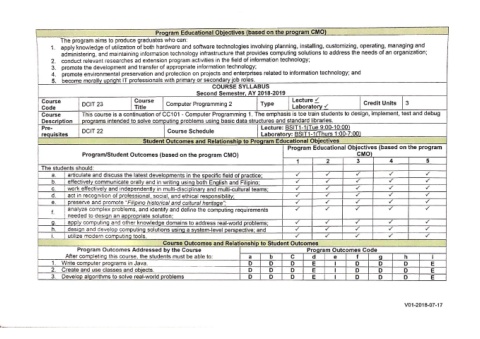 Program Educational Objectives (based on the program CMO)
The program aims to produce graduates who can:
1. apply knowledge of utilization of both hardware and software technologies involving planning, installing, customizing, operating, managing and
administering, and maintaining information technology infrastructure that provides computing solutions to address the needs of an organization;
2. conduct relevant researches and extension program activities in the field of information technology;
3. promote the development and transfer of appropriate information technology;
4. promote environmental preservation and protection on projects and enterprises related to information technology; and
5. become morally upright IT professionals with primary or secondary job roles.
COURSE SYLLABUS
Second Semester, AY 2018-2019
Course Code DCIT 23 Course Title Computer Programming 2 Type Lecture ✓ Laboratory ✓ Credit Units 3
Course Description This course is a continuation of CC101 - Computer Programming 1. The emphasis is toe train students to design, implement, test and debug
programs intended to solve computing problems using basic data structures and standard libraries.
Pre-requisites DCIT 22 Course Schedule Lecture: BSIT1-1(Tue 9:00-10:00)
Laboratory: BSIT1-1(Thurs 1:00-7:00)
Student Outcomes and Relationship to Program Educational Objectives
Program/Student Outcomes (based on the program CMO) Program Educational Objectives (based on the program CMO)
1 2 3 4 5
The students should:
a. articulate and discuss the latest developments in the specific field of practice; ✓ ✓ ✓ ✓ ✓
b. effectively communicate orally and in writing using both English and Filipino; ✓ ✓ ✓ ✓ ✓
c. work effectively and independently in multi-disciplinary and multi-cultural teams; ✓ ✓ ✓ ✓ ✓
d. act in recognition of professional, social, and ethical responsibility; ✓ ✓ ✓ ✓ ✓
e. preserve and promote "Filipino historical and cultural heritage" ✓ ✓ ✓ ✓ ✓
f. analyze complex problems, and identify and define the computing requirements
needed to design an appropriate solution; ✓ ✓ ✓ ✓ ✓
g. apply computing and other knowledge domains to address real-world problems; ✓ ✓ ✓ ✓ ✓
h. design and develop computing solutions using a system-level perspective; and ✓ ✓ ✓ ✓ ✓
i. utilize modern computing tools. ✓ ✓ ✓ ✓ ✓
Course Outcomes and Relationship to Student Outcomes
Program Outcomes Addressed by the Course Program Outcomes Code
After completing this course, the students must be able to: a b C d e f g h i
1. Write computer programs in Java. D D D E I D D D E
2. Create and use classes and objects. D D D E I D D D E
3. Develop algorithms to solve real-world problems D D D E I D D D E
V01-2018-07-17